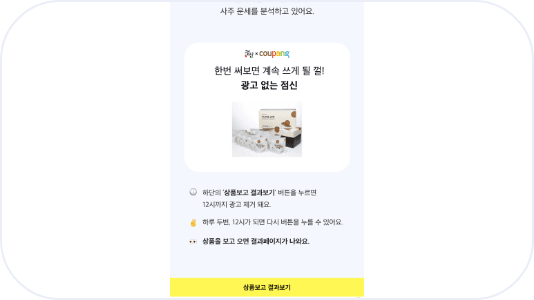 사주 운세를 분석하고 있어요.
점신 × coupang
한번 써보면 계속 쓰게 될 껄!
광고 없는 점신
하단의 '상품보고 결과보기' 버튼을 누르면
12시까지 광고 제거 돼요.
하루 두번, 12시가 되면 다시 버튼을 누를 수 있어요.
상품을 보고 오면 결과페이지가 나와요.
상품보고 결과보기